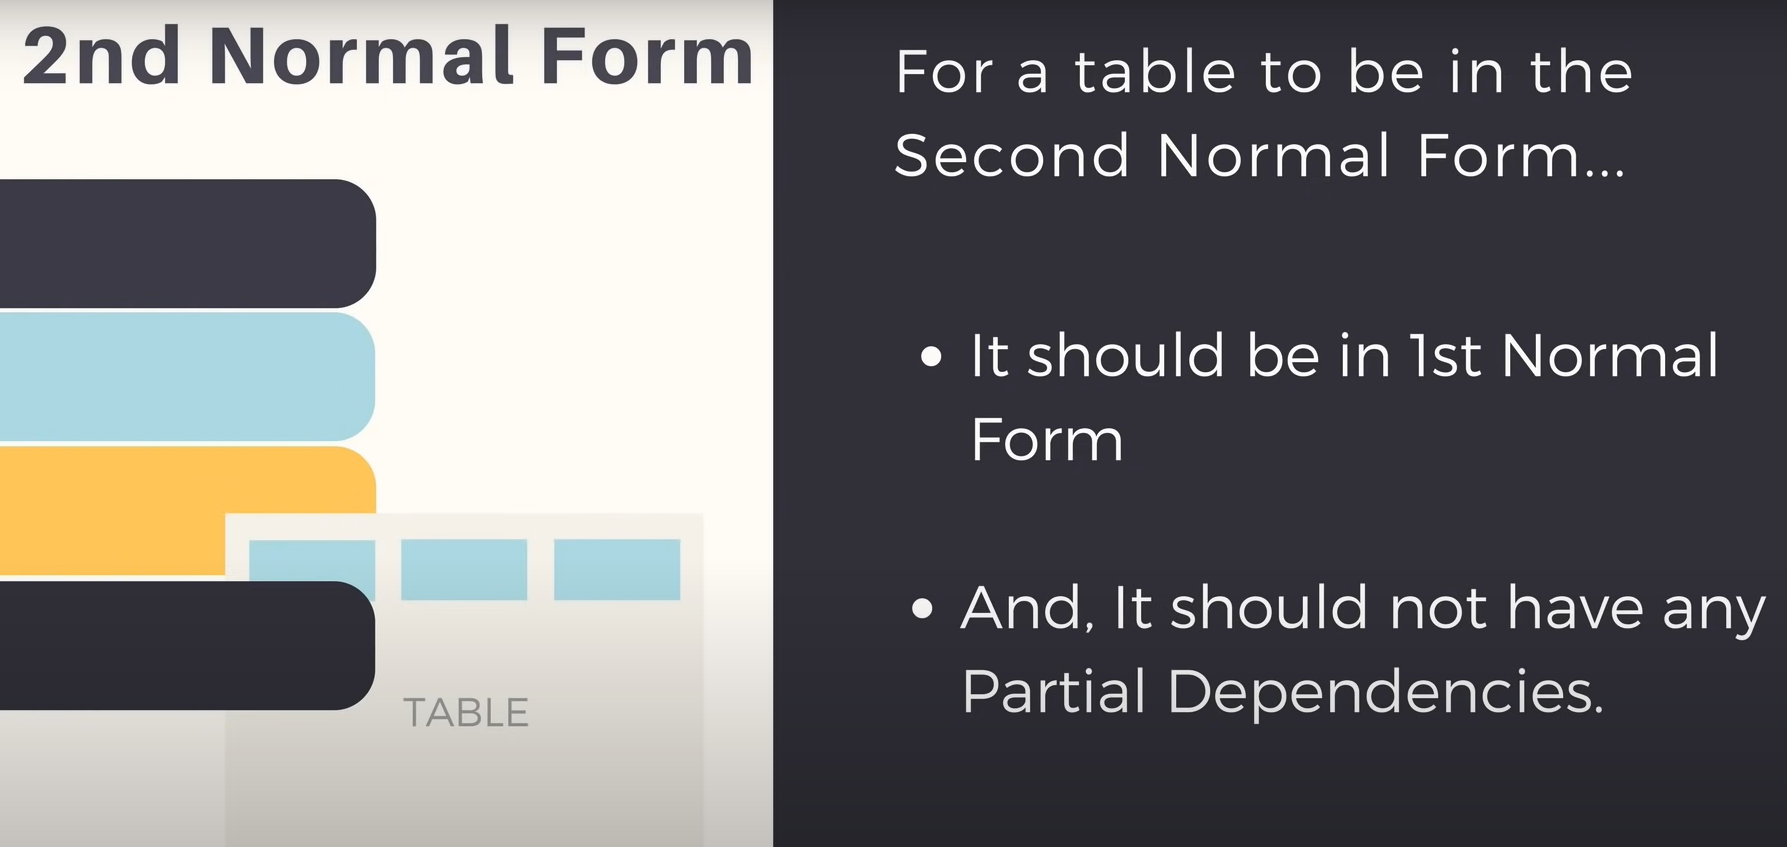 2nd Normal Form
For a table to be in the
Second Normal Form...
• It should be in 1st Normal
Form
• And, It should not have any
Partial Dependencies.
TABLE